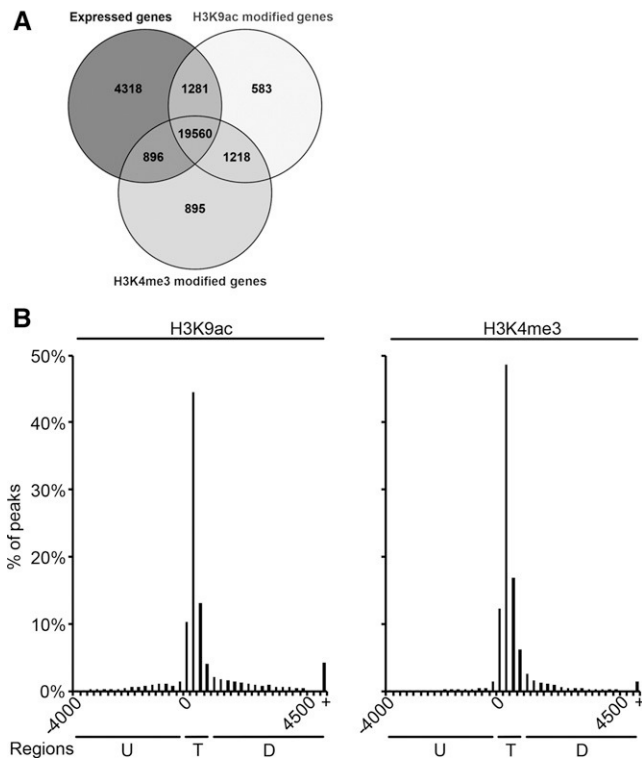 A
Expressed genes
H3K9ac modified genes
4318
1281
583
19560
896
1218
895
H3K4me3 modified genes
B
H3K9ac
H3K4me3
50%
40%
30%
20%
10%
0%
% of peaks
-4000
0
4500 +
-4000
0
4500 +
Regions
U
T
D
U
T
D